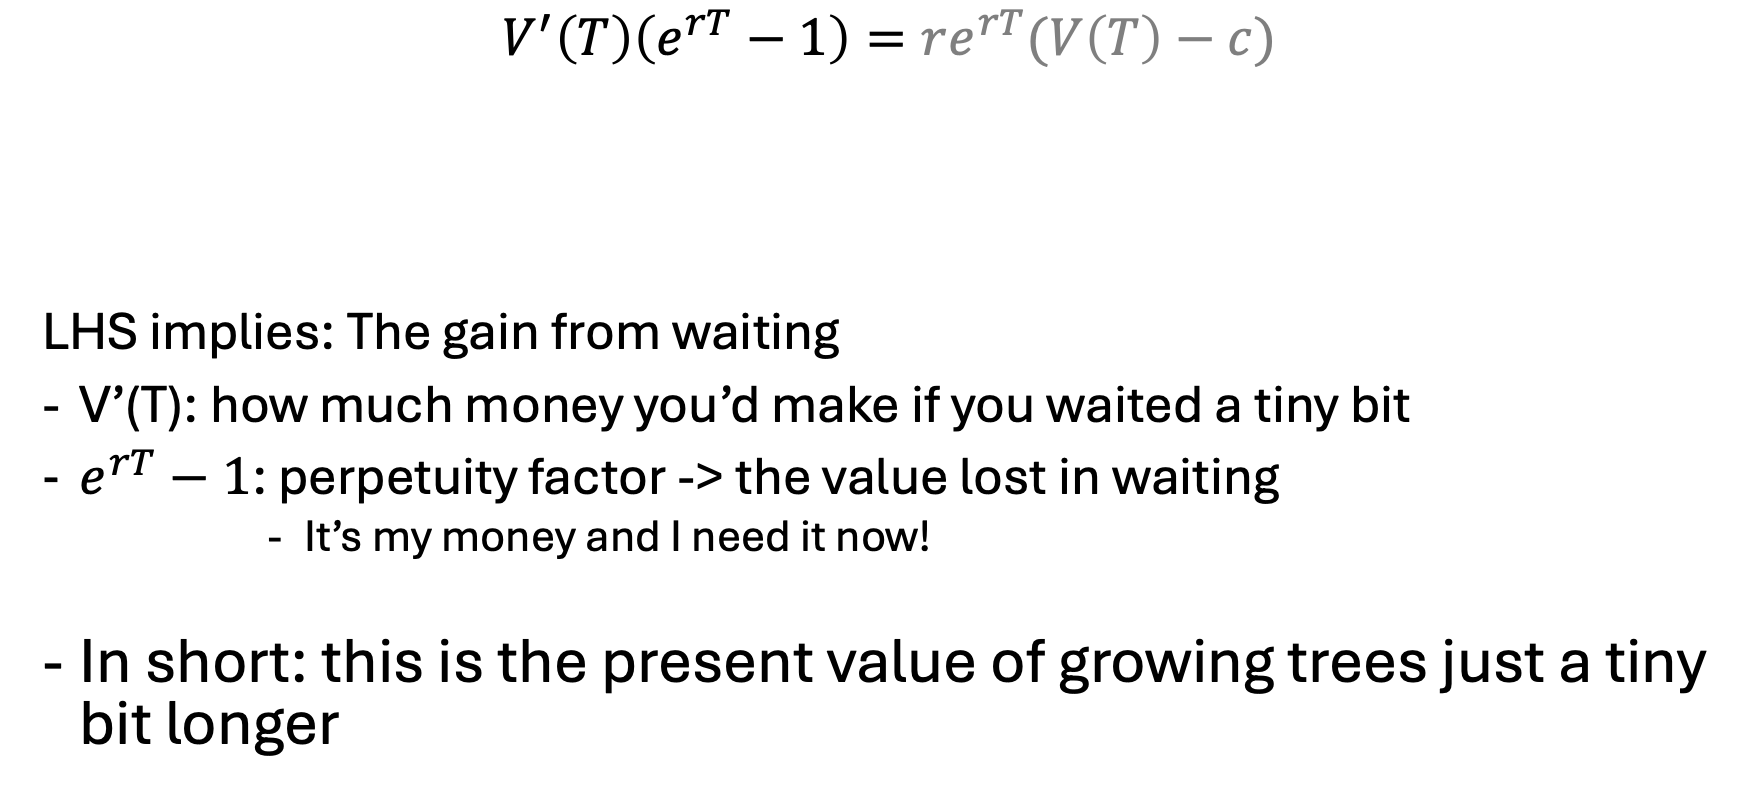 V′(T)(e^{rT} − 1) = re^{rT}(V(T) − c)
LHS implies: The gain from waiting
- V’(T): how much money you’d make if you waited a tiny bit
- e^{rT} − 1: perpetuity factor -> the value lost in waiting
- It’s my money and I need it now!
- In short: this is the present value of growing trees just a tiny
bit longer